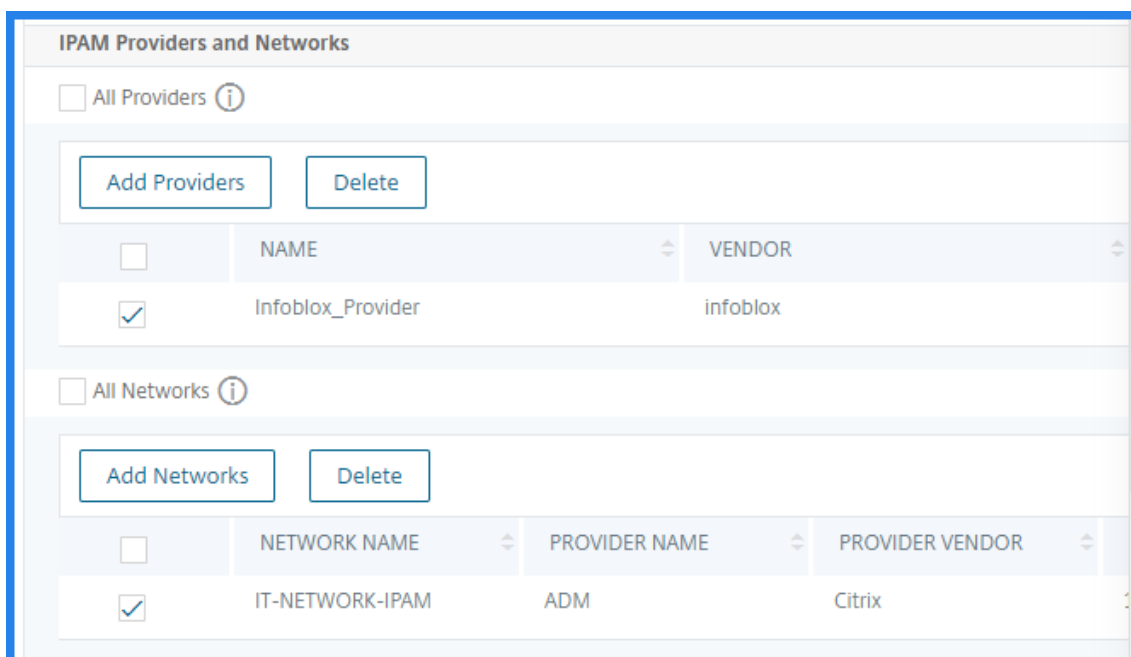 IPAM Providers and Networks
All Providers
Add Providers Delete
NAME VENDOR
Infoblox_Provider infoblox
All Networks
Add Networks Delete
NETWORK NAME PROVIDER NAME PROVIDER VENDOR
IT-NETWORK-IPAM ADM Citrix